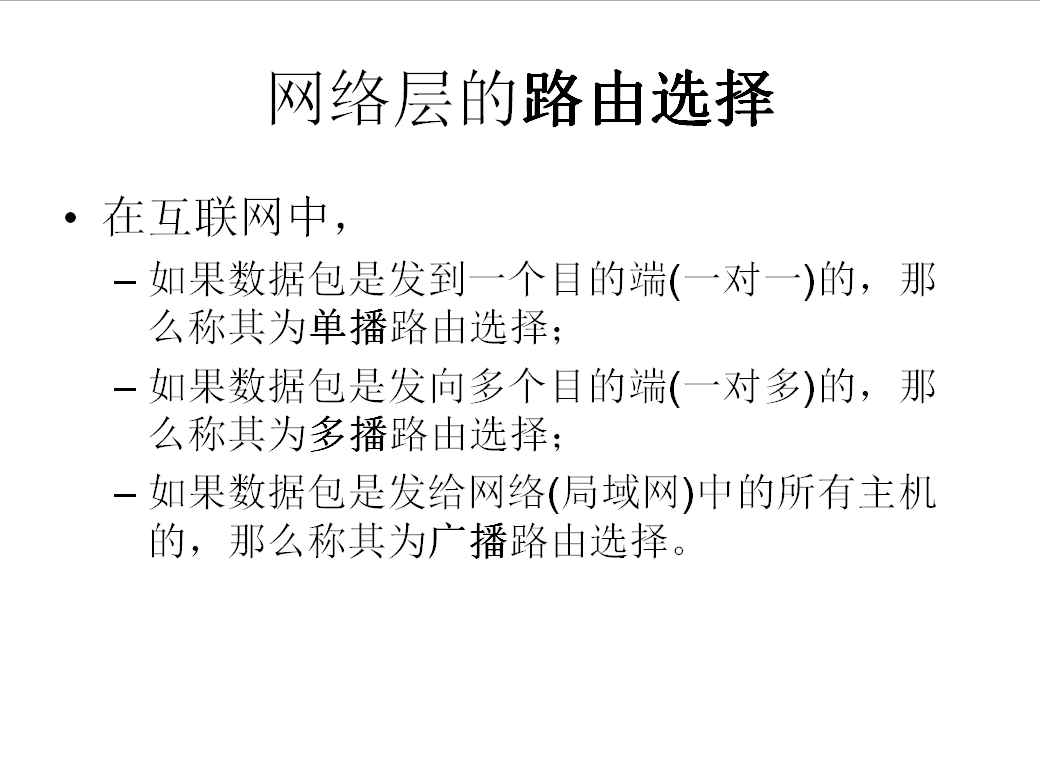 网络层的路由选择
• 在互联网中，
– 如果数据包是发到一个目的端(一对一)的，那
么称其为单播路由选择；
– 如果数据包是发向多个目的端(一对多)的，那
么称其为多播路由选择；
– 如果数据包是发给网络(局域网)中的所有主机
的，那么称其为广播路由选择。